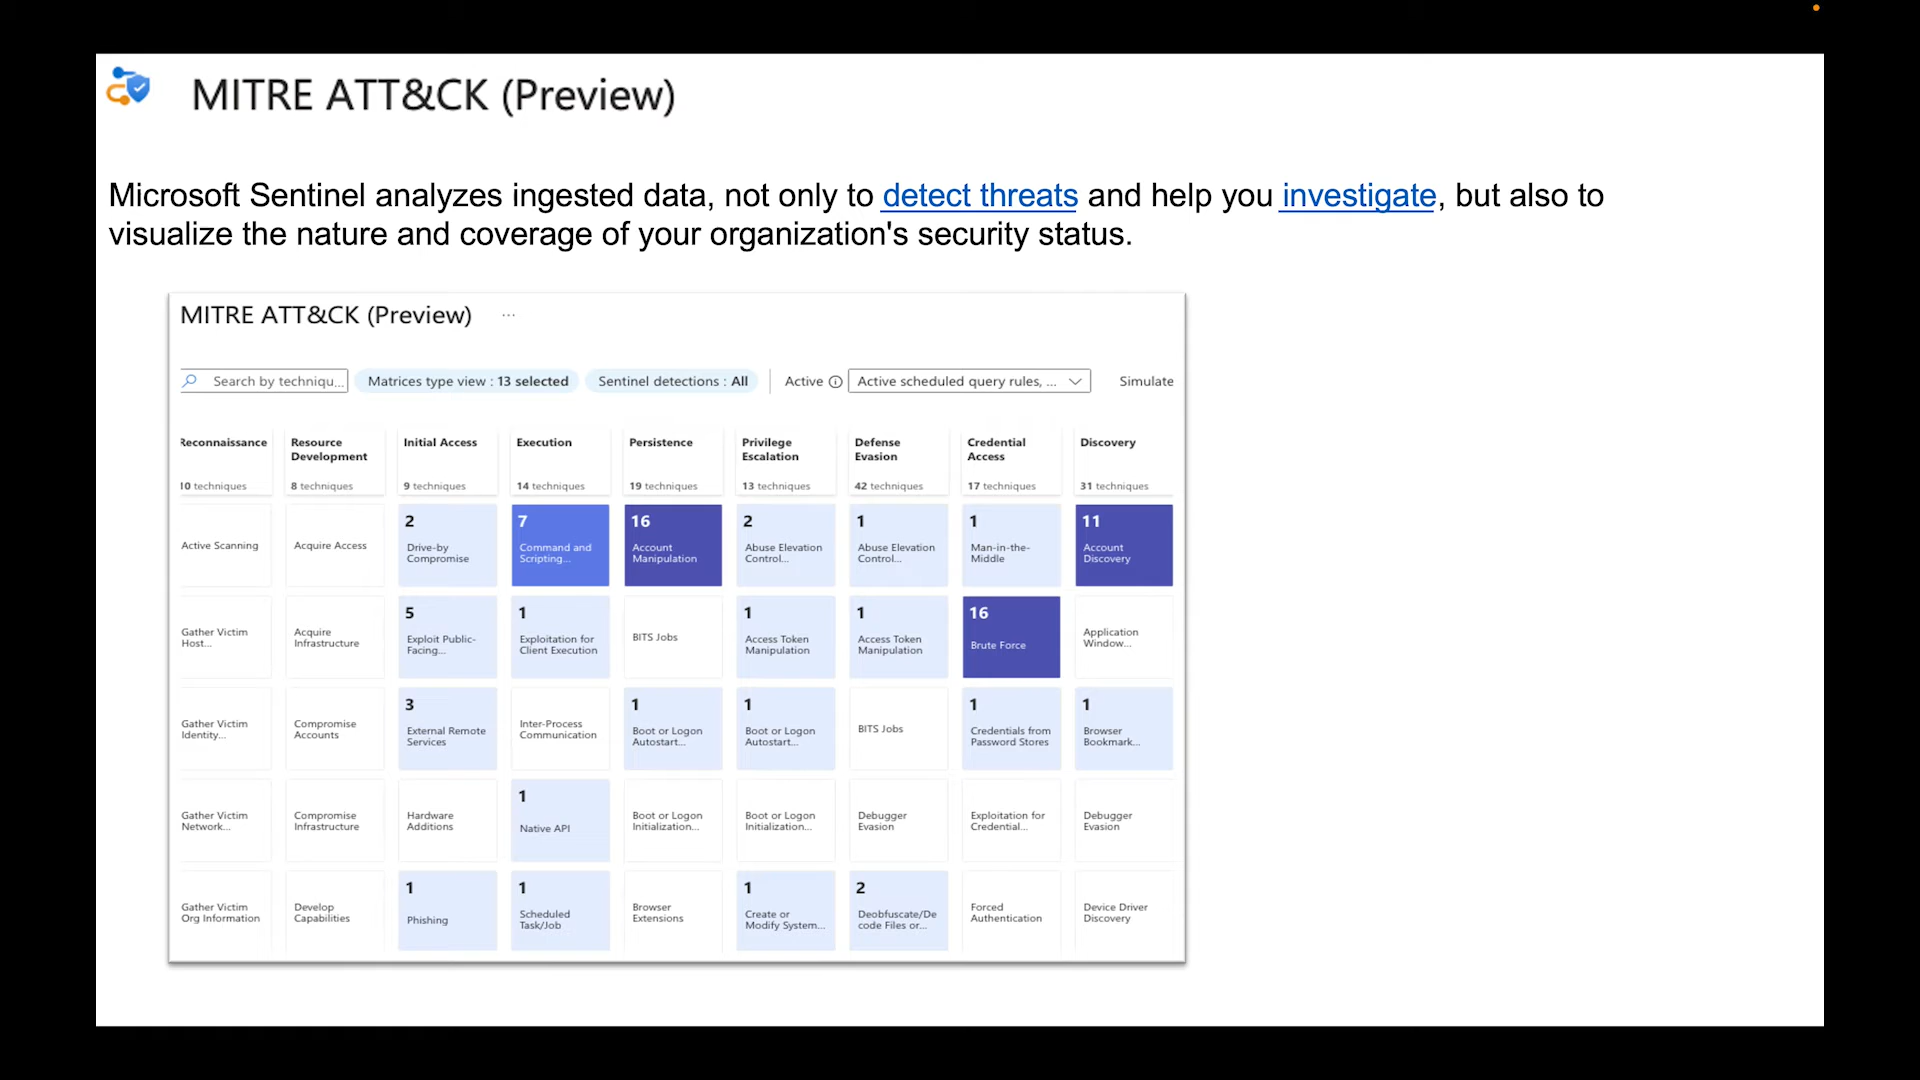 MITRE ATT&CK (Preview)
Microsoft Sentinel analyzes ingested data, not only to detect threats and help you investigate, but also to
visualize the nature and coverage of your organization's security status.
MITRE ATT&CK (Preview) ...
Search by techniqu... Matrices type view : 13 selected Sentinel detections : All Active Active scheduled query rules, ... Simulate
Reconnaissance
10 techniques
Resource
Development
8 techniques
Initial Access
9 techniques
Execution
14 techniques
Persistence
19 techniques
Privilege
Escalation
13 techniques
Defense
Evasion
42 techniques
Credential
Access
17 techniques
Discovery
31 techniques
Active Scanning
Acquire Access
2
Drive-by
Compromise
7
Command and
Scripting...
16
Account
Manipulation
2
Abuse Elevation
Control...
1
Abuse Elevation
Control...
1
Man-in-the-
Middle
11
Account
Discovery
Gather Victim
Host...
Acquire
Infrastructure
5
Exploit Public-
Facing...
1
Exploitation for
Client Execution
BITS Jobs
1
Access Token
Manipulation
1
Access Token
Manipulation
16
Brute Force
Application
Window...
Gather Victim
Identity...
Compromise
Accounts
3
External Remote
Services
Inter-Process
Communication
1
Boot or Logon
Autostart...
1
Boot or Logon
Autostart...
BITS Jobs
1
Credentials from
Password Stores
1
Browser
Bookmark...
Gather Victim
Network...
Compromise
Infrastructure
Hardware
Additions
1
Native API
Boot or Logon
Initialization...
Boot or Logon
Initialization...
Debugger
Evasion
Exploitation for
Credential...
Debugger
Evasion
Gather Victim
Org Information
Develop
Capabilities
1
Phishing
1
Scheduled
Task/Job
Browser
Extensions
1
Create or
Modify System...
2
Deobfuscate/De
code Files or...
Forced
Authentication
Device Driver
Discovery